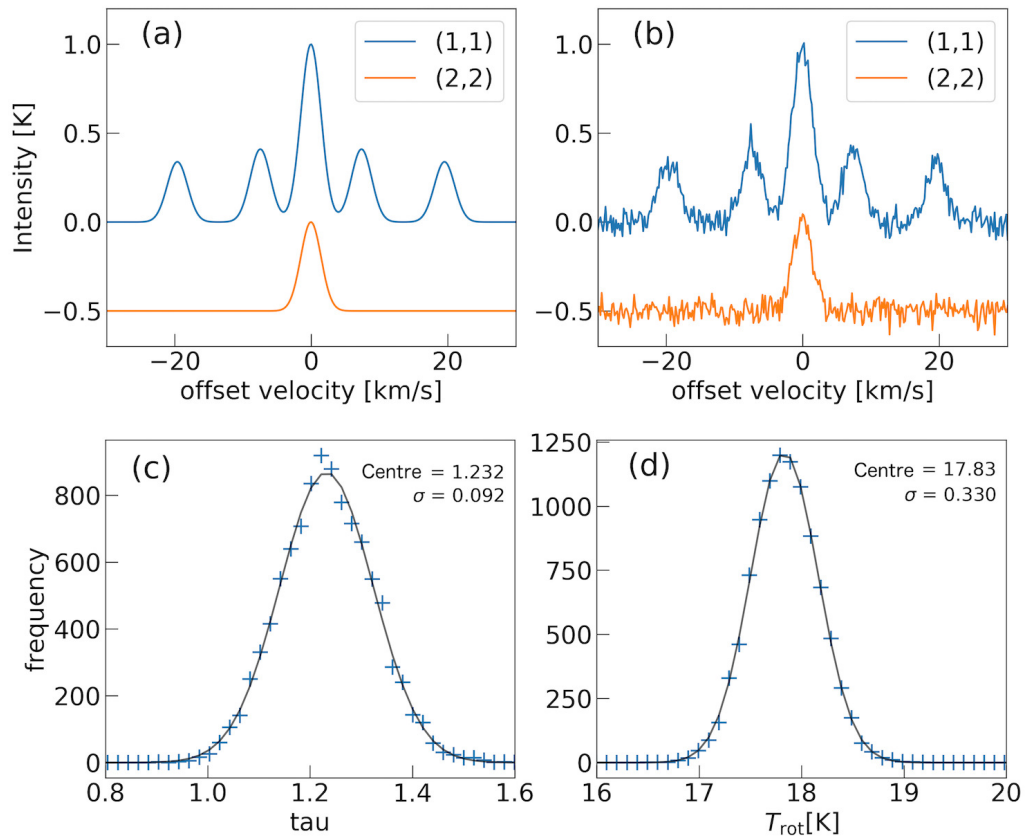 (a)
(1,1)
(2,2)
1.0
0.5
0.0
−0.5
Intensity [K]
−20
0
20
offset velocity [km/s]
(b)
(1,1)
(2,2)
1.0
0.5
0.0
−0.5
−20
0
20
offset velocity [km/s]
(c)
Centre = 1.232
σ = 0.092
800
600
400
200
0
frequency
0.8
1.0
1.2
1.4
1.6
tau
(d)
Centre = 17.83
σ = 0.330
1250
1000
750
500
250
0
16
17
18
19
20
Trot[K]